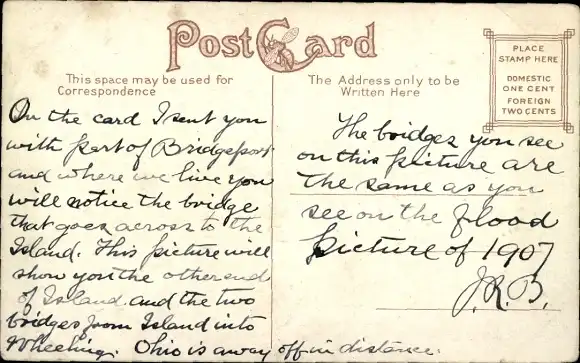 Post Card
This space may be used for
Correspondence
The Address only to be
Written Here
PLACE
STAMP HERE
DOMESTIC
ONE CENT
FOREIGN
TWO CENTS
On the card I sent you
with part of Bridgeport
and where we live you
will notice the bridge
that goes across to the
Island. This picture will
show you the other end
of Island and the two
bridges from Island into
Wheeling. Ohio is away off in distance.
The bridges you see
on this picture are
the same as you
see on the flood
picture of 1907
J.R.B.